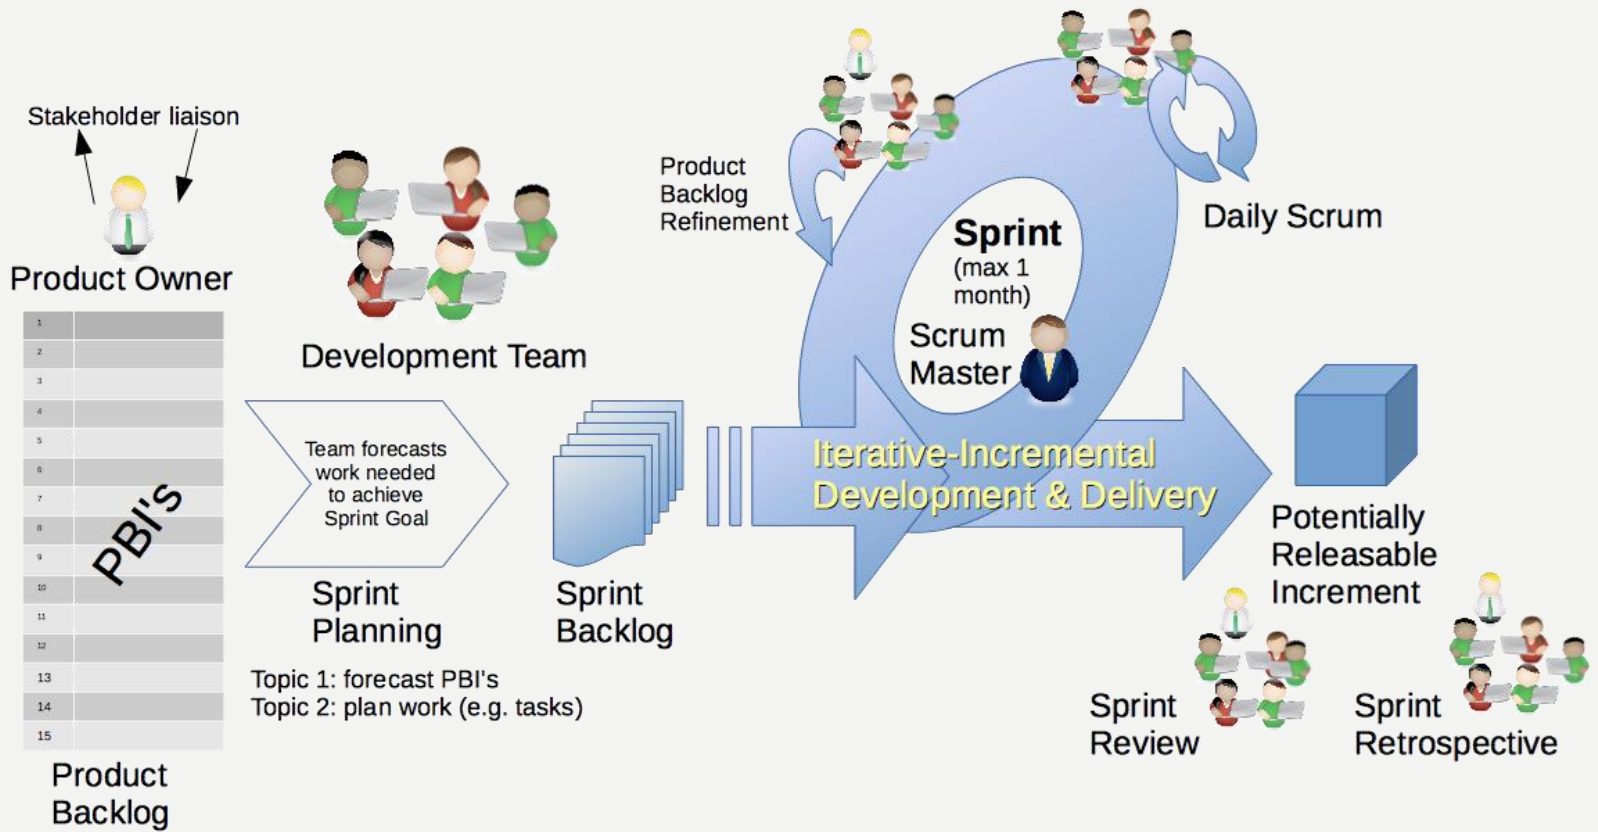 Stakeholder liaison
Product Owner
1
2
3
4
5
6
7
8
9
10
11
12
13
14
15
PBI's
Product
Backlog
Development Team
Team forecasts
work needed
to achieve
Sprint Goal
Sprint
Planning
Topic 1: forecast PBI's
Topic 2: plan work (e.g. tasks)
Sprint
Backlog
Product
Backlog
Refinement
Sprint
(max 1
month)
Scrum
Master
Daily Scrum
Iterative-Incremental
Development & Delivery
Potentially
Releasable
Increment
Sprint
Review
Sprint
Retrospective